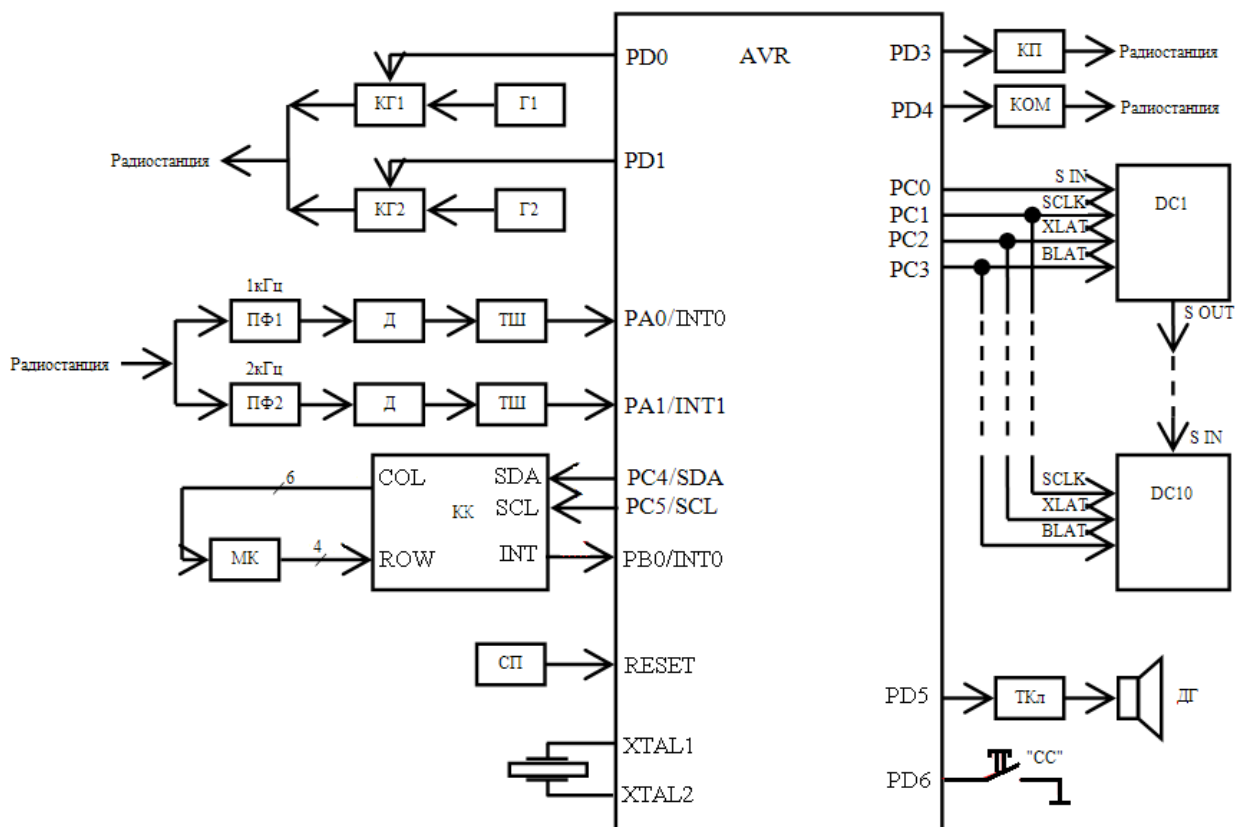 PD0
AVR
PD3
КП
Радиостанция
КГ1
Г1
PD4
КОМ
Радиостанция
Радиостанция
PD1
КГ2
Г2
PC0
S IN
PC1
SCLK
DC1
PC2
XLAT
PC3
BLAT
1кГц
ПФ1
Д
ТШ
PA0/INT0
S OUT
Радиостанция
2кГц
ПФ2
Д
ТШ
PA1/INT1
S IN
COL
SDA
PC4/SDA
6
КК
SCL
PC5/SCL
SCLK
DC10
XLAT
BLAT
МК
4
ROW
INT
PB0/INT0
СП
RESET
PD5
ТКл
ДГ
XTAL1
XTAL2
PD6
"СС"